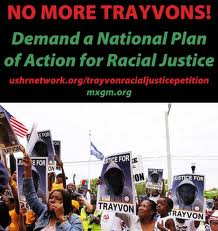 NO MORE TRAYVONS!
Demand a National Plan
of Action for Racial Justice
ushrnetwork.org/trayvonracialjusticepetition
mxgm.org
JUSTICE FOR
TRAYVON
JUSTICE FOR
TRAYVON